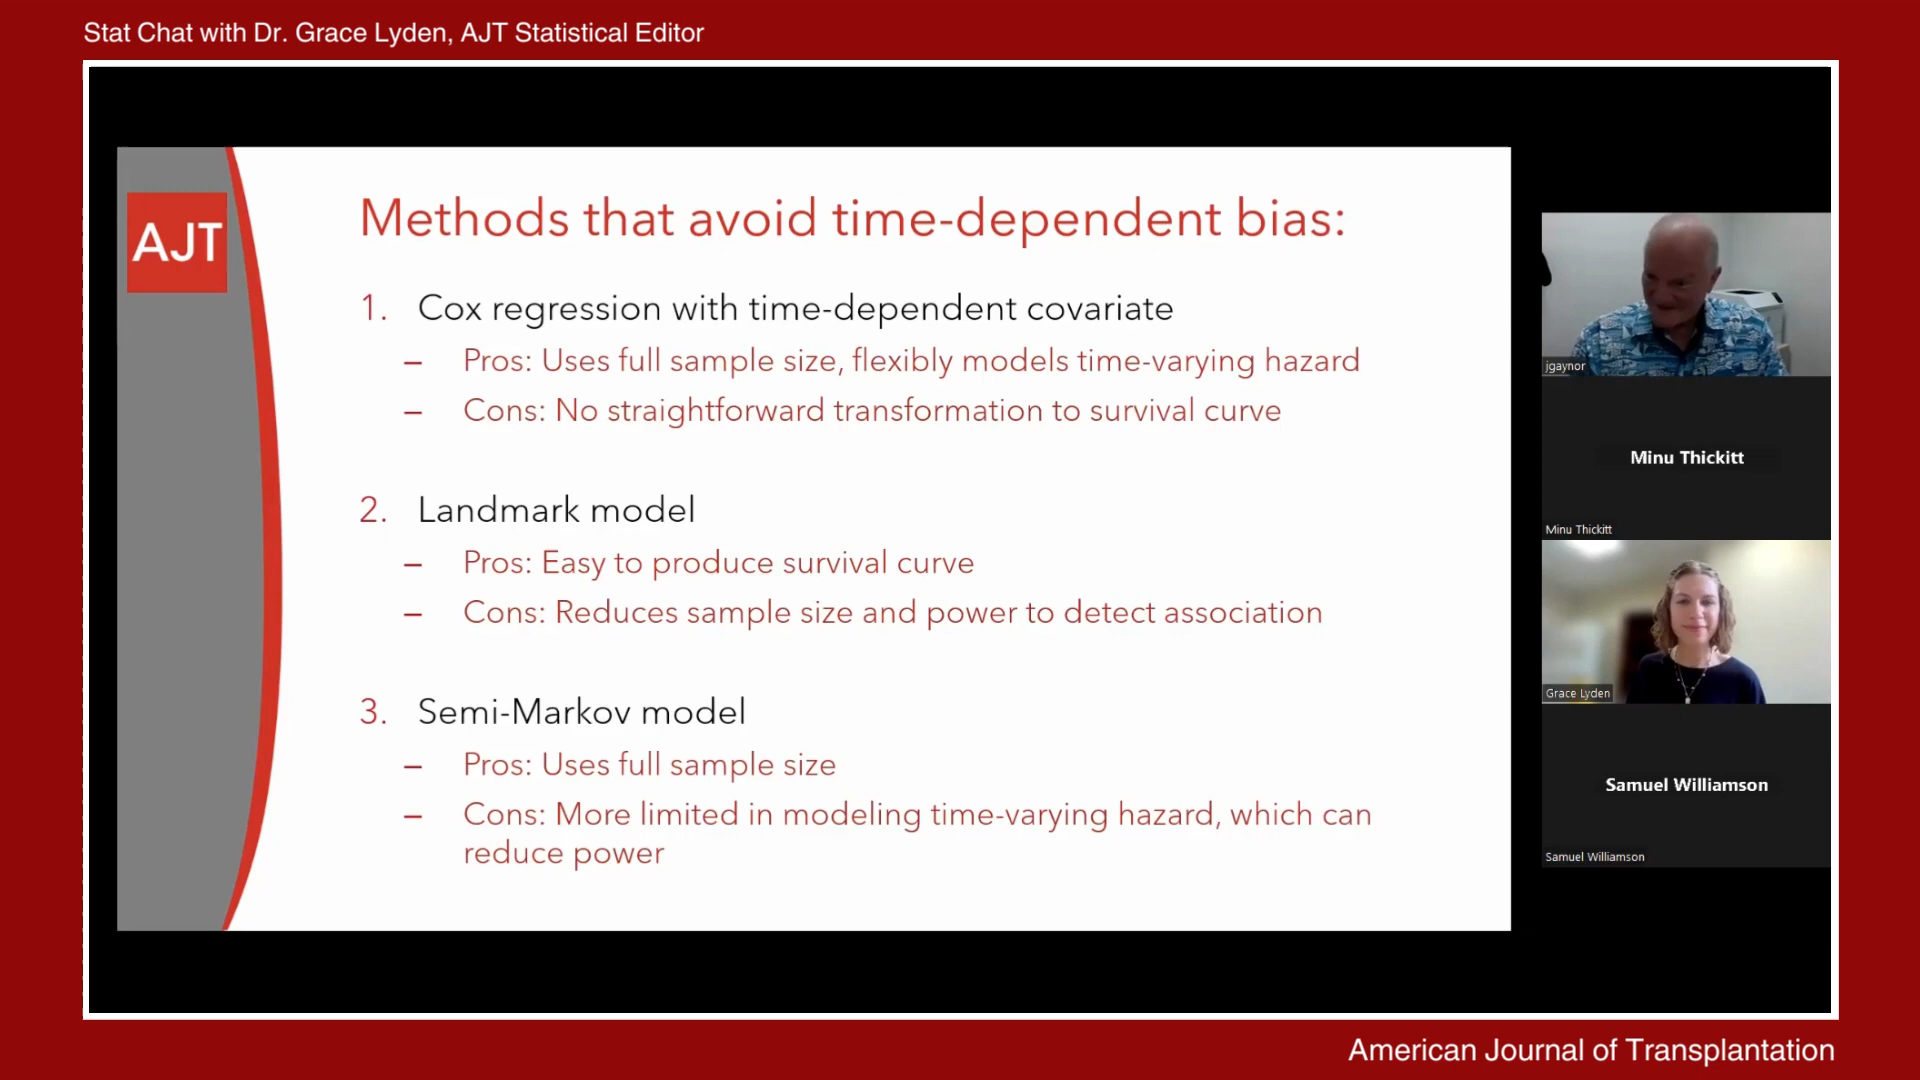 Stat Chat with Dr. Grace Lyden, AJT Statistical Editor
AJT
Methods that avoid time-dependent bias:
1. Cox regression with time-dependent covariate
– Pros: Uses full sample size, flexibly models time-varying hazard
– Cons: No straightforward transformation to survival curve
2. Landmark model
– Pros: Easy to produce survival curve
– Cons: Reduces sample size and power to detect association
3. Semi-Markov model
– Pros: Uses full sample size
– Cons: More limited in modeling time-varying hazard, which can
reduce power
jgaynor
Minu Thickitt
Minu Thickitt
Grace Lyden
Samuel Williamson
Samuel Williamson
American Journal of Transplantation